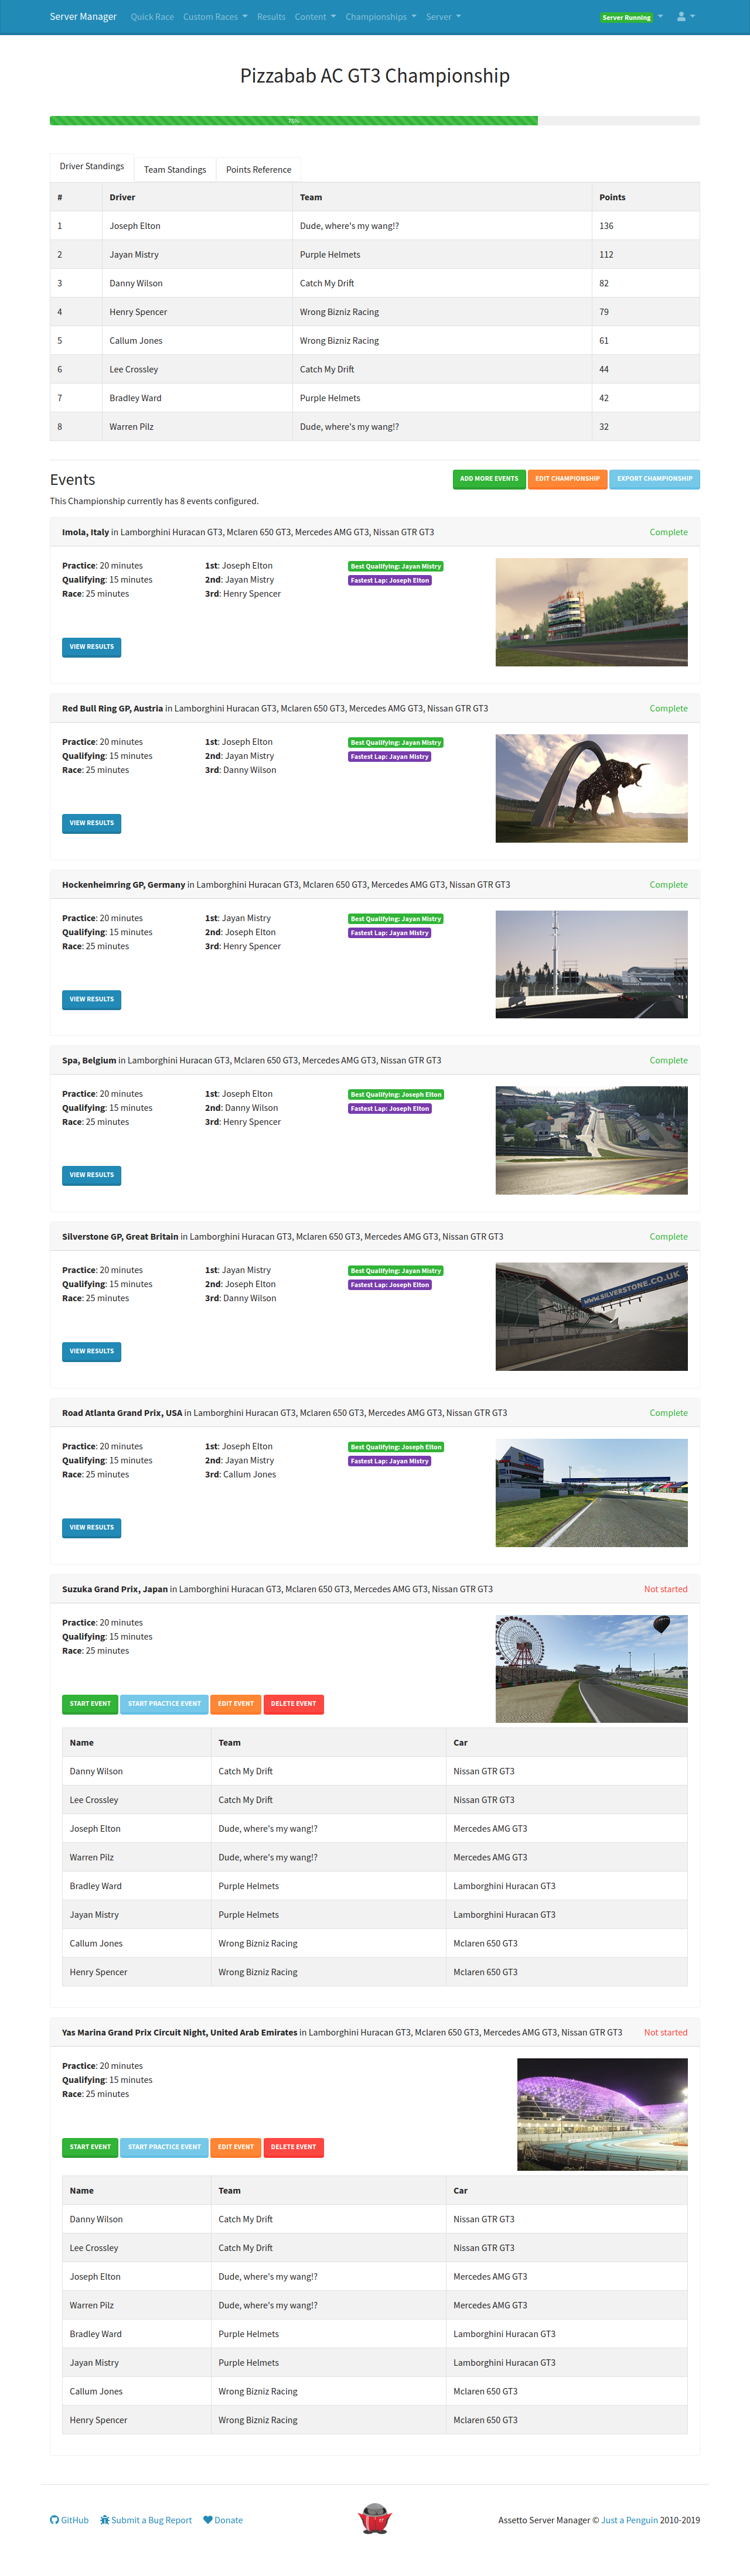 Server Manager Quick Race Custom Races Results Content Championships Server Server Running
Pizzabab AC GT3 Championship
75%
Driver Standings Team Standings Points Reference
# Driver Team Points
1 Joseph Elton Dude, where's my wang!? 136
2 Jayan Mistry Purple Helmets 112
3 Danny Wilson Catch My Drift 82
4 Henry Spencer Wrong Bizniz Racing 79
5 Callum Jones Wrong Bizniz Racing 61
6 Lee Crossley Catch My Drift 44
7 Bradley Ward Purple Helmets 42
8 Warren Pilz Dude, where's my wang!? 32
Events ADD MORE EVENTS EDIT CHAMPIONSHIP EXPORT CHAMPIONSHIP
This Championship currently has 8 events configured.
Imola, Italy in Lamborghini Huracan GT3, Mclaren 650 GT3, Mercedes AMG GT3, Nissan GTR GT3 Complete
Practice: 20 minutes 1st: Joseph Elton Best Qualifying: Jayan Mistry
Qualifying: 15 minutes 2nd: Jayan Mistry Fastest Lap: Joseph Elton
Race: 25 minutes 3rd: Henry Spencer
VIEW RESULTS
Red Bull Ring GP, Austria in Lamborghini Huracan GT3, Mclaren 650 GT3, Mercedes AMG GT3, Nissan GTR GT3 Complete
Practice: 20 minutes 1st: Joseph Elton Best Qualifying: Jayan Mistry
Qualifying: 15 minutes 2nd: Jayan Mistry Fastest Lap: Jayan Mistry
Race: 25 minutes 3rd: Danny Wilson
VIEW RESULTS
Hockenheimring GP, Germany in Lamborghini Huracan GT3, Mclaren 650 GT3, Mercedes AMG GT3, Nissan GTR GT3 Complete
Practice: 20 minutes 1st: Jayan Mistry Best Qualifying: Jayan Mistry
Qualifying: 15 minutes 2nd: Joseph Elton Fastest Lap: Jayan Mistry
Race: 25 minutes 3rd: Henry Spencer
VIEW RESULTS
Spa, Belgium in Lamborghini Huracan GT3, Mclaren 650 GT3, Mercedes AMG GT3, Nissan GTR GT3 Complete
Practice: 20 minutes 1st: Joseph Elton Best Qualifying: Joseph Elton
Qualifying: 15 minutes 2nd: Danny Wilson Fastest Lap: Joseph Elton
Race: 25 minutes 3rd: Henry Spencer
VIEW RESULTS
Silverstone GP, Great Britain in Lamborghini Huracan GT3, Mclaren 650 GT3, Mercedes AMG GT3, Nissan GTR GT3 Complete
Practice: 20 minutes 1st: Jayan Mistry Best Qualifying: Jayan Mistry
Qualifying: 15 minutes 2nd: Joseph Elton Fastest Lap: Joseph Elton
Race: 25 minutes 3rd: Danny Wilson
WWW.SILVERSTONE.CO.UK
VIEW RESULTS
Road Atlanta Grand Prix, USA in Lamborghini Huracan GT3, Mclaren 650 GT3, Mercedes AMG GT3, Nissan GTR GT3 Complete
Practice: 20 minutes 1st: Joseph Elton Best Qualifying: Joseph Elton
Qualifying: 15 minutes 2nd: Jayan Mistry Fastest Lap: Jayan Mistry
Race: 25 minutes 3rd: Callum Jones
VIEW RESULTS
Suzuka Grand Prix, Japan in Lamborghini Huracan GT3, Mclaren 650 GT3, Mercedes AMG GT3, Nissan GTR GT3 Not started
Practice: 20 minutes
Qualifying: 15 minutes
Race: 25 minutes
START EVENT START PRACTICE EVENT EDIT EVENT DELETE EVENT
Name Team Car
Danny Wilson Catch My Drift Nissan GTR GT3
Lee Crossley Catch My Drift Nissan GTR GT3
Joseph Elton Dude, where's my wang!? Mercedes AMG GT3
Warren Pilz Dude, where's my wang!? Mercedes AMG GT3
Bradley Ward Purple Helmets Lamborghini Huracan GT3
Jayan Mistry Purple Helmets Lamborghini Huracan GT3
Callum Jones Wrong Bizniz Racing Mclaren 650 GT3
Henry Spencer Wrong Bizniz Racing Mclaren 650 GT3
Yas Marina Grand Prix Circuit Night, United Arab Emirates in Lamborghini Huracan GT3, Mclaren 650 GT3, Mercedes AMG GT3, Nissan GTR GT3 Not started
Practice: 20 minutes
Qualifying: 15 minutes
Race: 25 minutes
START EVENT START PRACTICE EVENT EDIT EVENT DELETE EVENT
Name Team Car
Danny Wilson Catch My Drift Nissan GTR GT3
Lee Crossley Catch My Drift Nissan GTR GT3
Joseph Elton Dude, where's my wang!? Mercedes AMG GT3
Warren Pilz Dude, where's my wang!? Mercedes AMG GT3
Bradley Ward Purple Helmets Lamborghini Huracan GT3
Jayan Mistry Purple Helmets Lamborghini Huracan GT3
Callum Jones Wrong Bizniz Racing Mclaren 650 GT3
Henry Spencer Wrong Bizniz Racing Mclaren 650 GT3
GitHub Submit a Bug Report Donate Assetto Server Manager © Just a Penguin 2010-2019